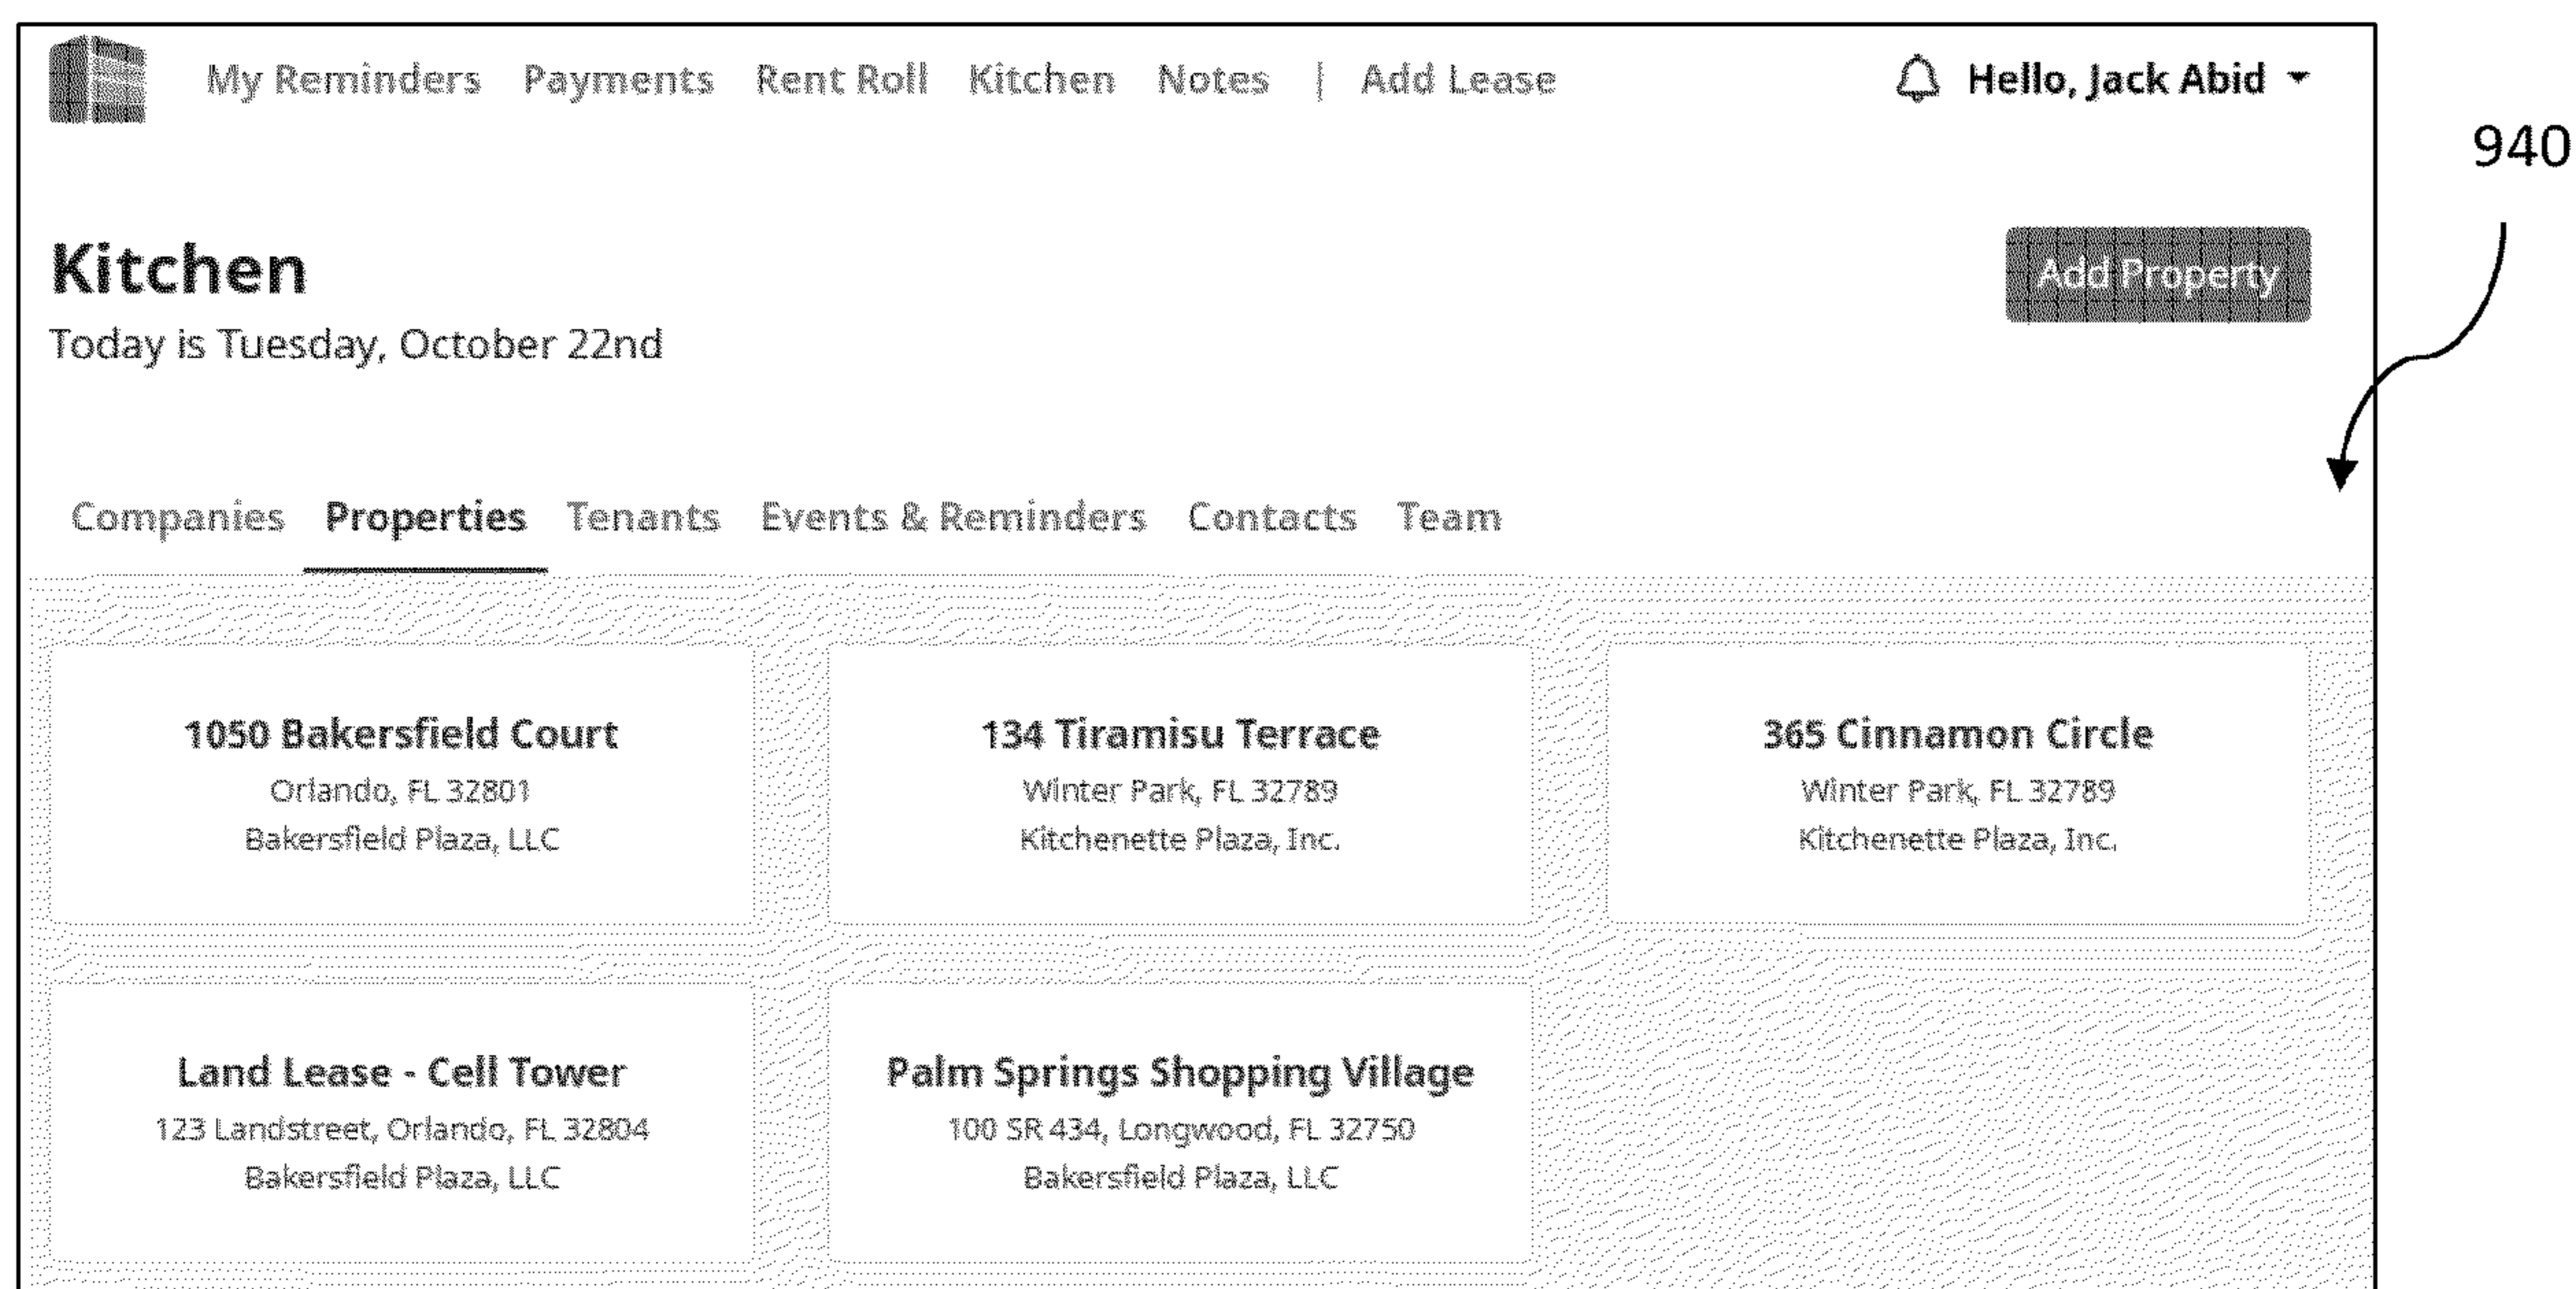 My Reminders Payments Rent Roll Kitchen Notes | Add Lease Hello, Jack Abid
940
Kitchen
Add Property
Today is Tuesday, October 22nd
Companies Properties Tenants Events & Reminders Contacts Team
1050 Bakersfield Court
Orlando, FL 32801
Bakersfield Plaza, LLC
134 Tiramisu Terrace
Winter Park, FL 32789
Kitchenette Plaza, Inc.
365 Cinnamon Circle
Winter Park, FL 32789
Kitchenette Plaza, Inc.
Land Lease - Cell Tower
123 Landstreet, Orlando, FL 32804
Bakersfield Plaza, LLC
Palm Springs Shopping Village
100 SR 434, Longwood, FL 32750
Bakersfield Plaza, LLC